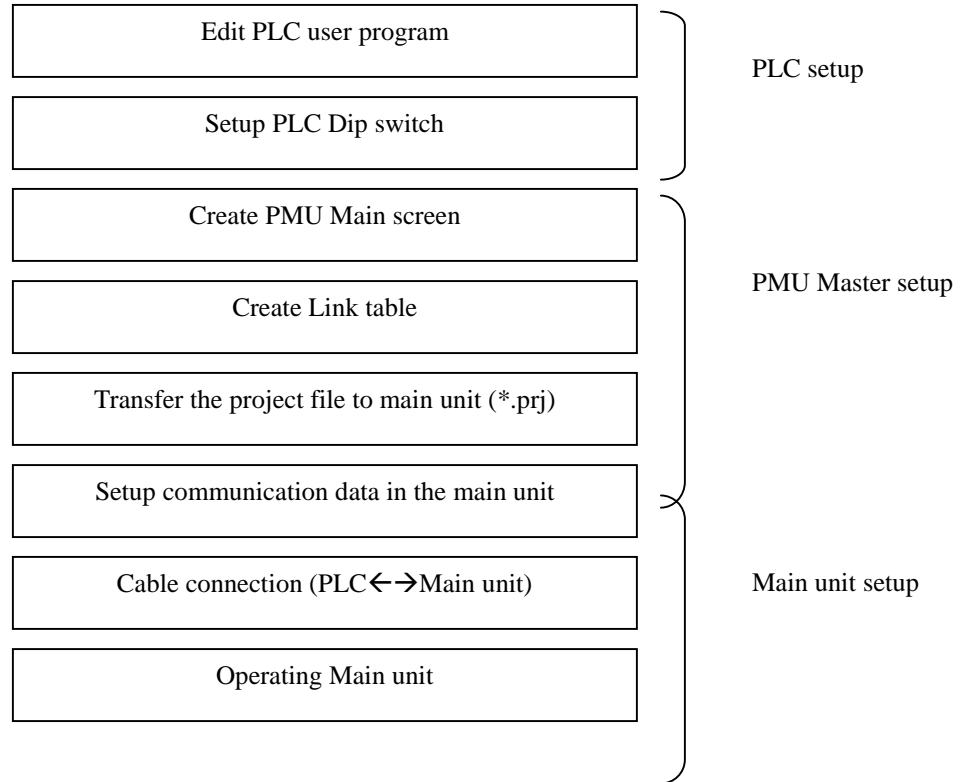 Edit PLC user program
PLC setup
Setup PLC Dip switch
Create PMU Main screen
PMU Master setup
Create Link table
Transfer the project file to main unit (*.prj)
Setup communication data in the main unit
Cable connection (PLC←→Main unit)
Main unit setup
Operating Main unit